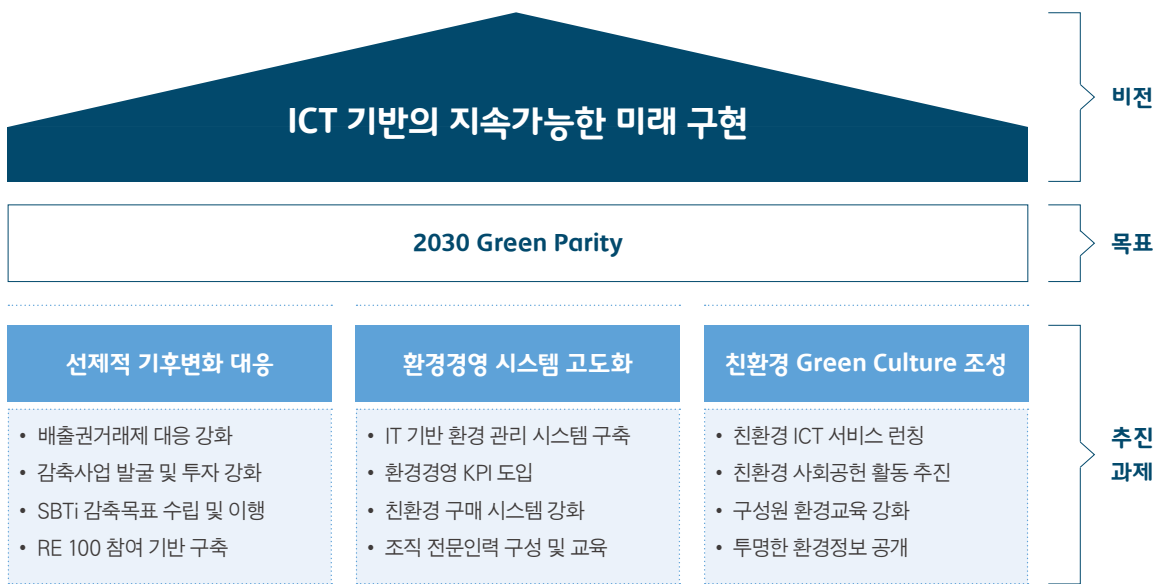 ICT 기반의 지속가능한 미래 구현
비전
2030 Green Parity
목표
선제적 기후변화 대응
• 배출권거래제 대응 강화
• 감축사업 발굴 및 투자 강화
• SBTi 감축목표 수립 및 이행
• RE 100 참여 기반 구축
환경경영 시스템 고도화
• IT 기반 환경 관리 시스템 구축
• 환경경영 KPI 도입
• 친환경 구매 시스템 강화
• 조직 전문인력 구성 및 교육
친환경 Green Culture 조성
• 친환경 ICT 서비스 런칭
• 친환경 사회공헌 활동 추진
• 구성원 환경교육 강화
• 투명한 환경정보 공개
추진
과제